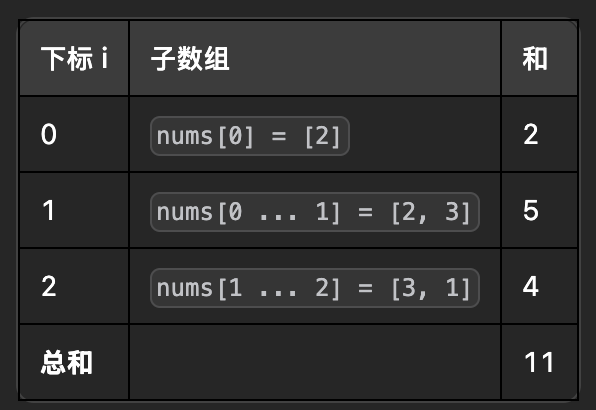 下标 i 子数组 和
0 nums[0] = [2] 2
1 nums[0 ... 1] = [2, 3] 5
2 nums[1 ... 2] = [3, 1] 4
总和 11